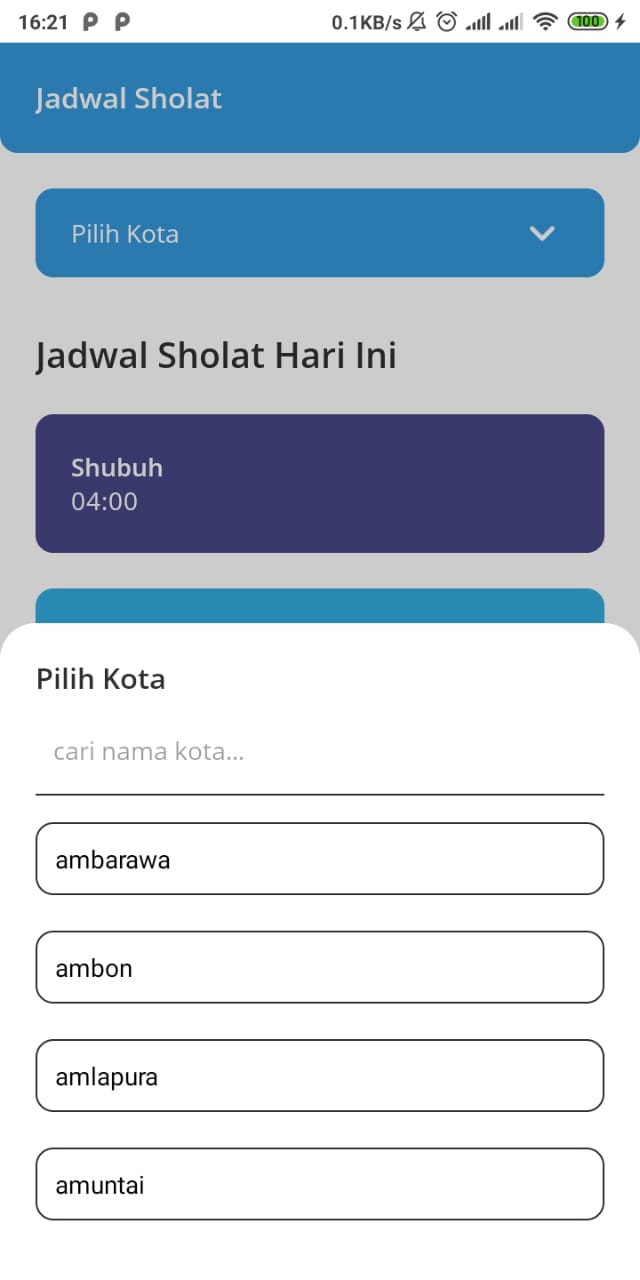 16:21 P P 0.1KB/s 100
Jadwal Sholat
Pilih Kota
Jadwal Sholat Hari Ini
Shubuh
04:00
Pilih Kota
cari nama kota...
ambarawa
ambon
amlapura
amuntai